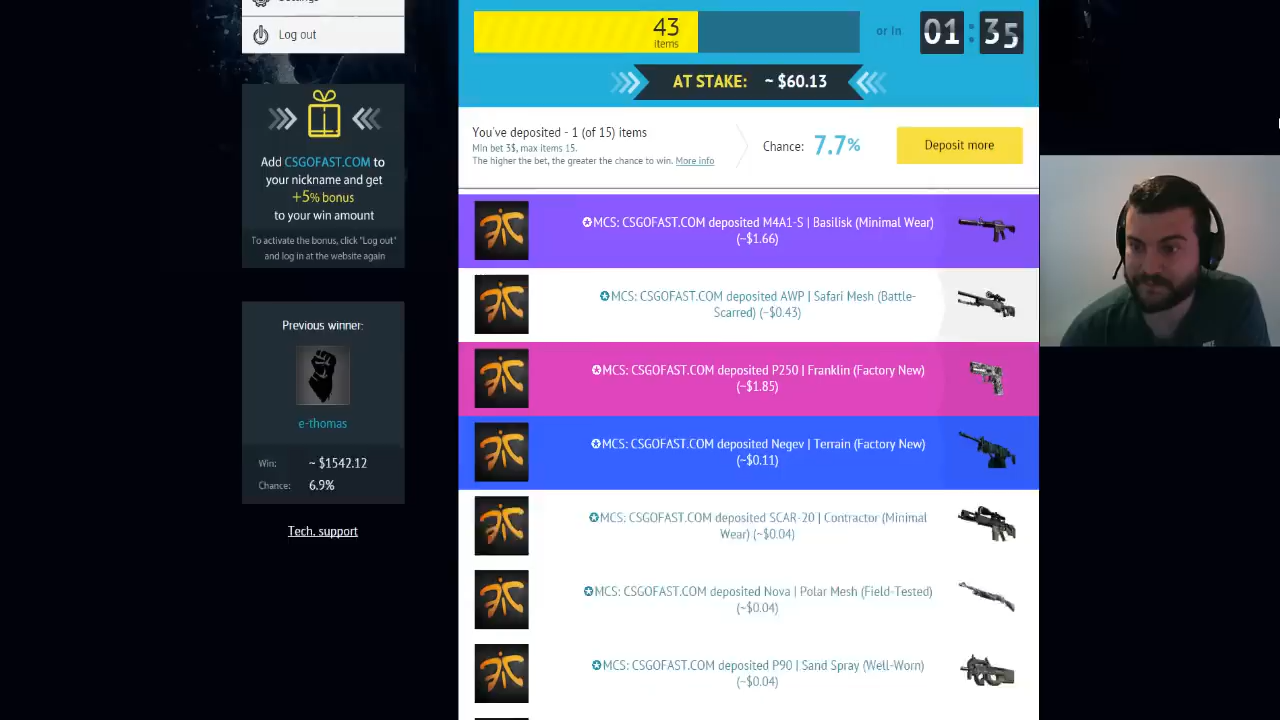 Log out
Add CSGOFAST.COM to
your nickname and get
+5% bonus
to your win amount
To activate the bonus, click "Log out"
and log in at the website again
Previous winner:
e-thomas
Win: ~ $1542.12
Chance: 6.9%
Tech. support
43
items
or in
01:35
AT STAKE: ~ $60.13
You've deposited - 1 (of 15) items
Min bet 3$, max items 15.
The higher the bet, the greater the chance to win. More info
Chance: 7.7%
Deposit more
MCS: CSGOFAST.COM deposited M4A1-S | Basilisk (Minimal Wear)
(~$1.66)
MCS: CSGOFAST.COM deposited AWP | Safari Mesh (Battle-
Scarred) (~$0.43)
MCS: CSGOFAST.COM deposited P250 | Franklin (Factory New)
(~$1.85)
MCS: CSGOFAST.COM deposited Negev | Terrain (Factory New)
(~$0.11)
MCS: CSGOFAST.COM deposited SCAR-20 | Contractor (Minimal
Wear) (~$0.04)
MCS: CSGOFAST.COM deposited Nova | Polar Mesh (Field-Tested)
(~$0.04)
MCS: CSGOFAST.COM deposited P90 | Sand Spray (Well-Worn)
(~$0.04)